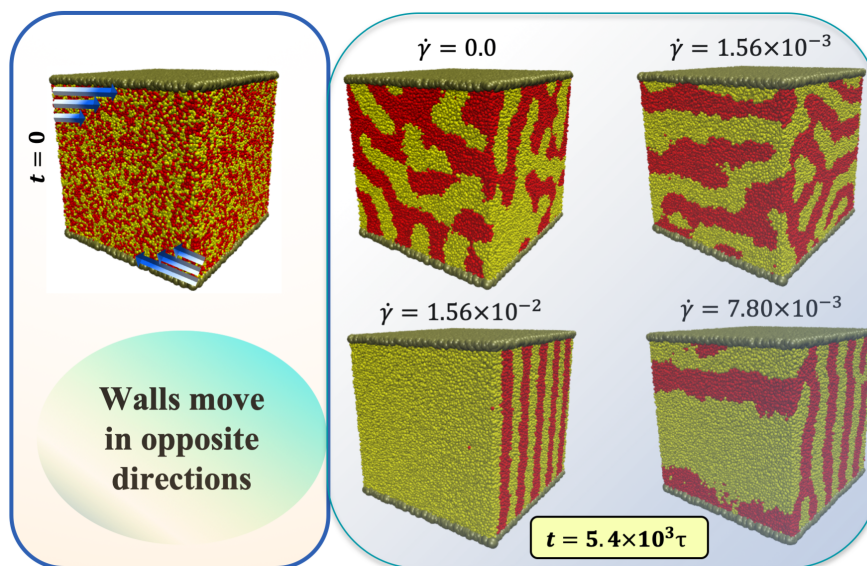 t = 0
Walls move
in opposite
directions
γ̇ = 0.0
γ̇ = 1.56×10⁻³
γ̇ = 1.56×10⁻²
γ̇ = 7.80×10⁻³
t = 5.4×10³τ